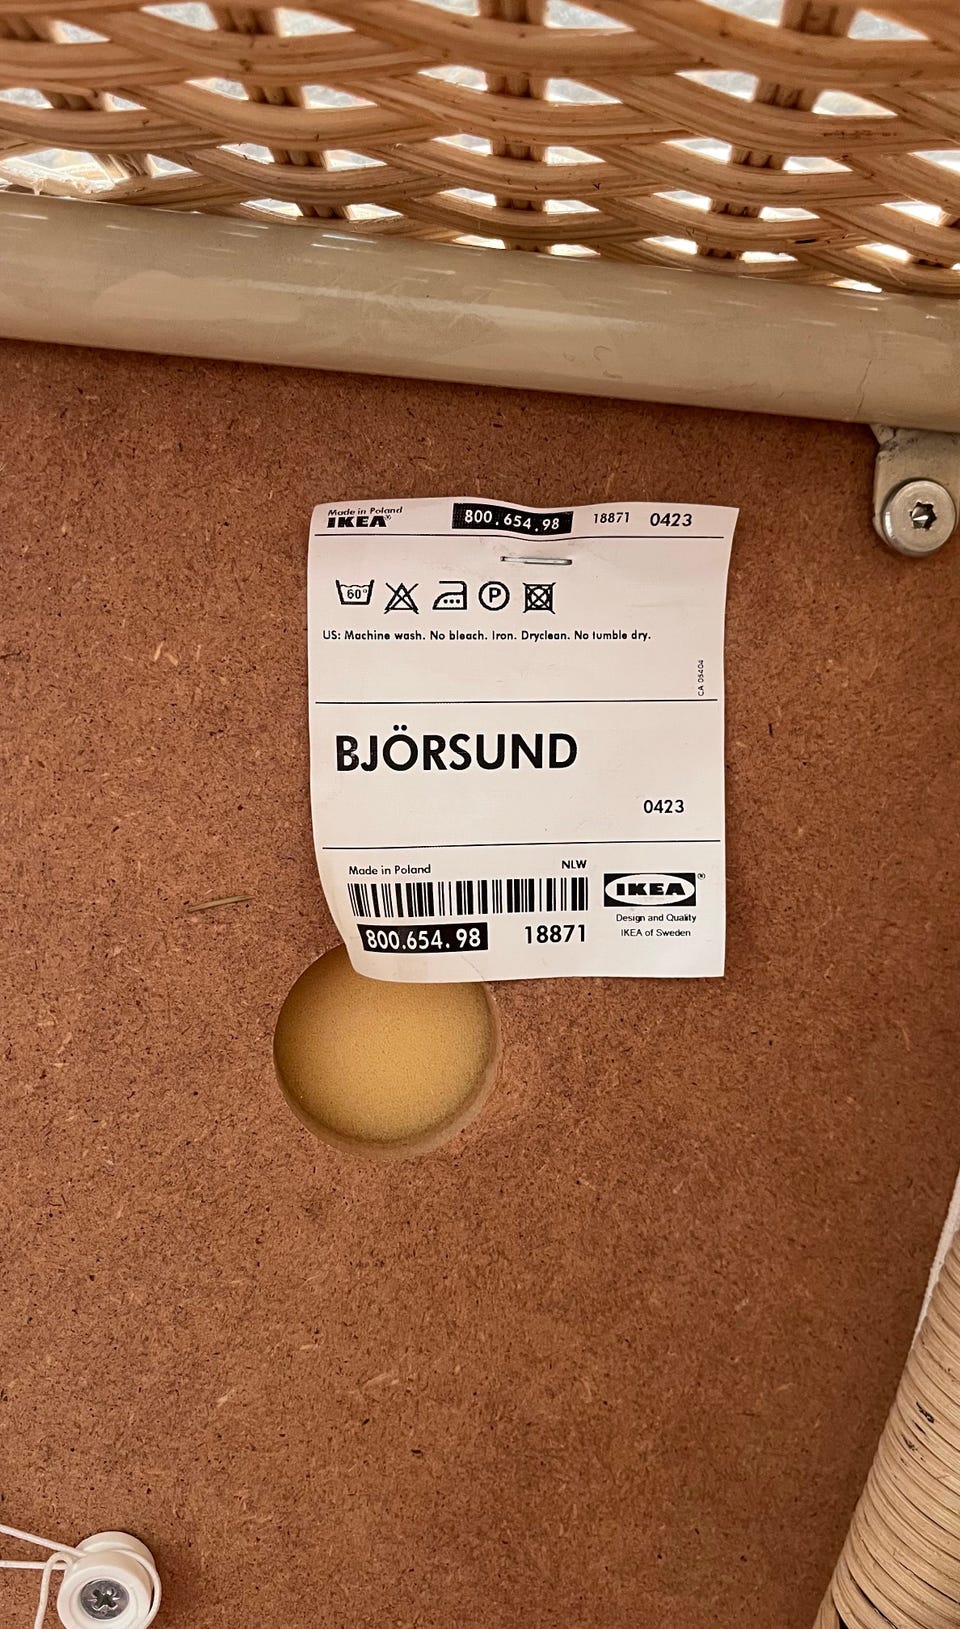 Made in Poland
IKEA® 800.654.98 18871 0423
60°
P
US: Machine wash. No bleach. Iron. Dryclean. No tumble dry.
CA 05404
BJÖRSUND
0423
Made in Poland NLW
IKEA®
800.654.98 18871
Design and Quality
IKEA of Sweden